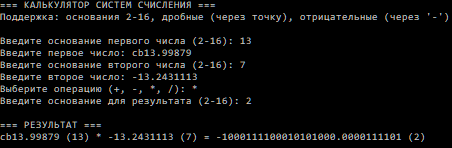 === КАЛЬКУЛЯТОР СИСТЕМ СЧИСЛЕНИЯ ===
Поддержка: основания 2-16, дробные (через точку), отрицательные (через '-')
Введите основание первого числа (2-16): 13
Введите первое число: cb13.99879
Введите основание второго числа (2-16): 7
Введите второе число: -13.2431113
Выберите операцию (+, -, *, /): *
Введите основание для результата (2-16): 2
=== РЕЗУЛЬТАТ ===
cb13.99879 (13) * -13.2431113 (7) = -1000111100010101000.0000111101 (2)